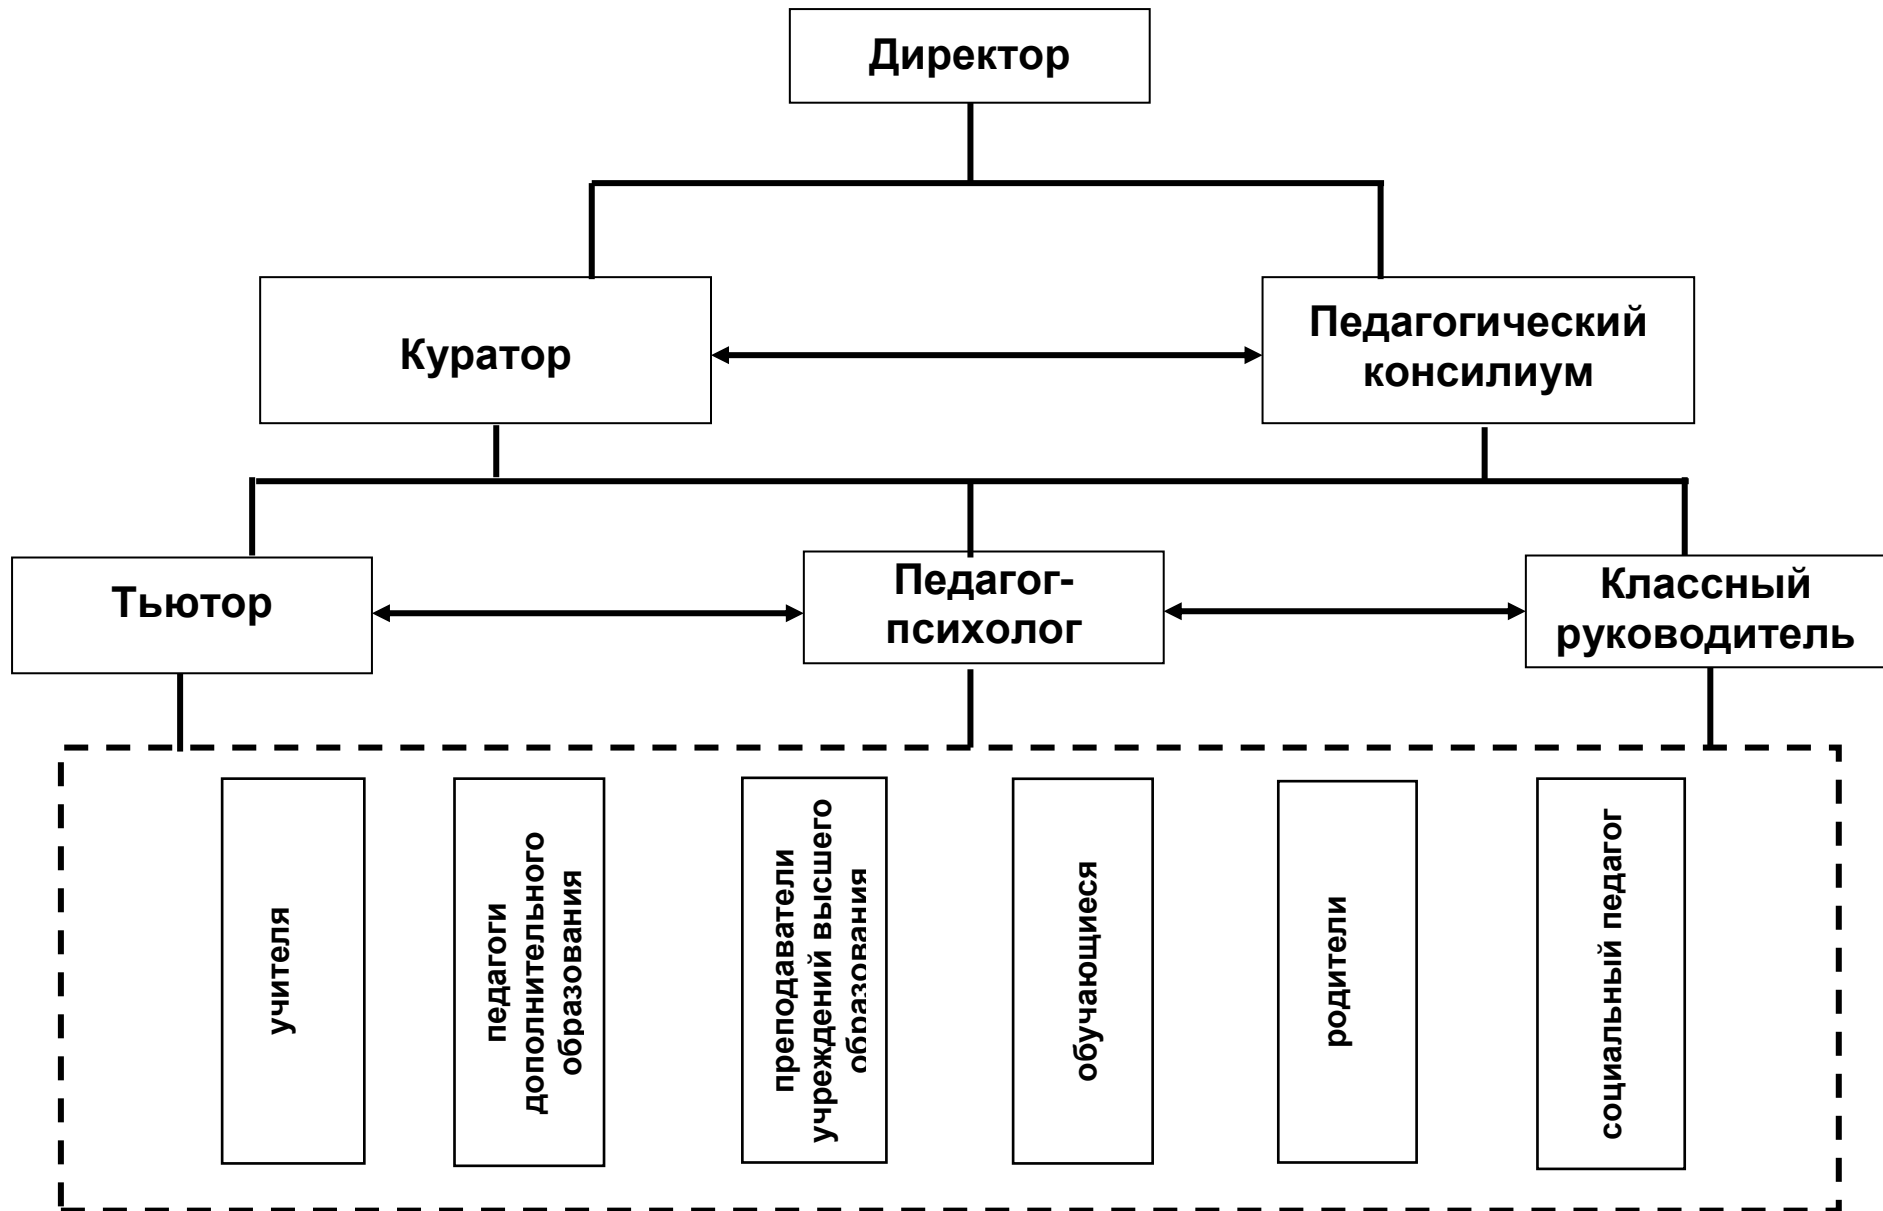 Директор
Куратор
Педагогический
консилиум
Тьютор
Педагог-
психолог
Классный
руководитель
учителя
педагоги
дополнительного
образования
преподаватели
учреждений высшего
образования
обучающиеся
родители
социальный педагог